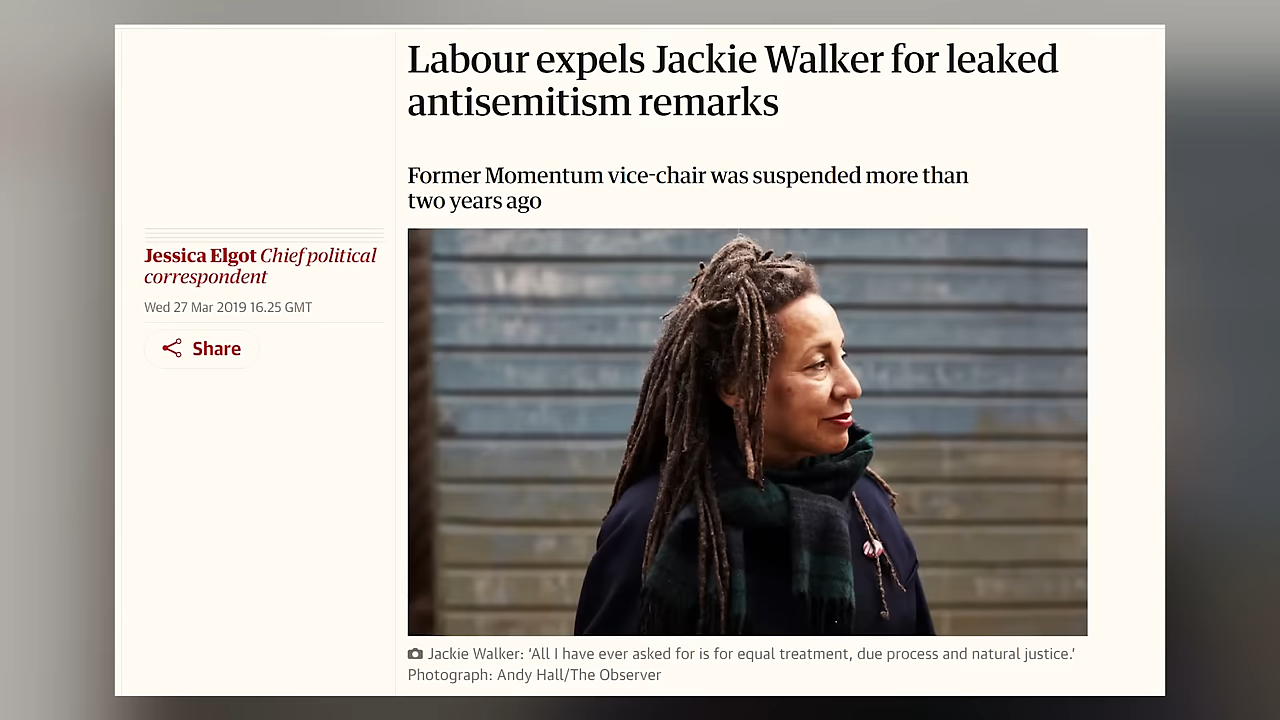 Labour expels Jackie Walker for leaked
antisemitism remarks
Former Momentum vice-chair was suspended more than
two years ago
Jessica Elgot Chief political
correspondent
Wed 27 Mar 2019 16.25 GMT
Share
Jackie Walker: ‘All I have ever asked for is for equal treatment, due process and natural justice.’
Photograph: Andy Hall/The Observer